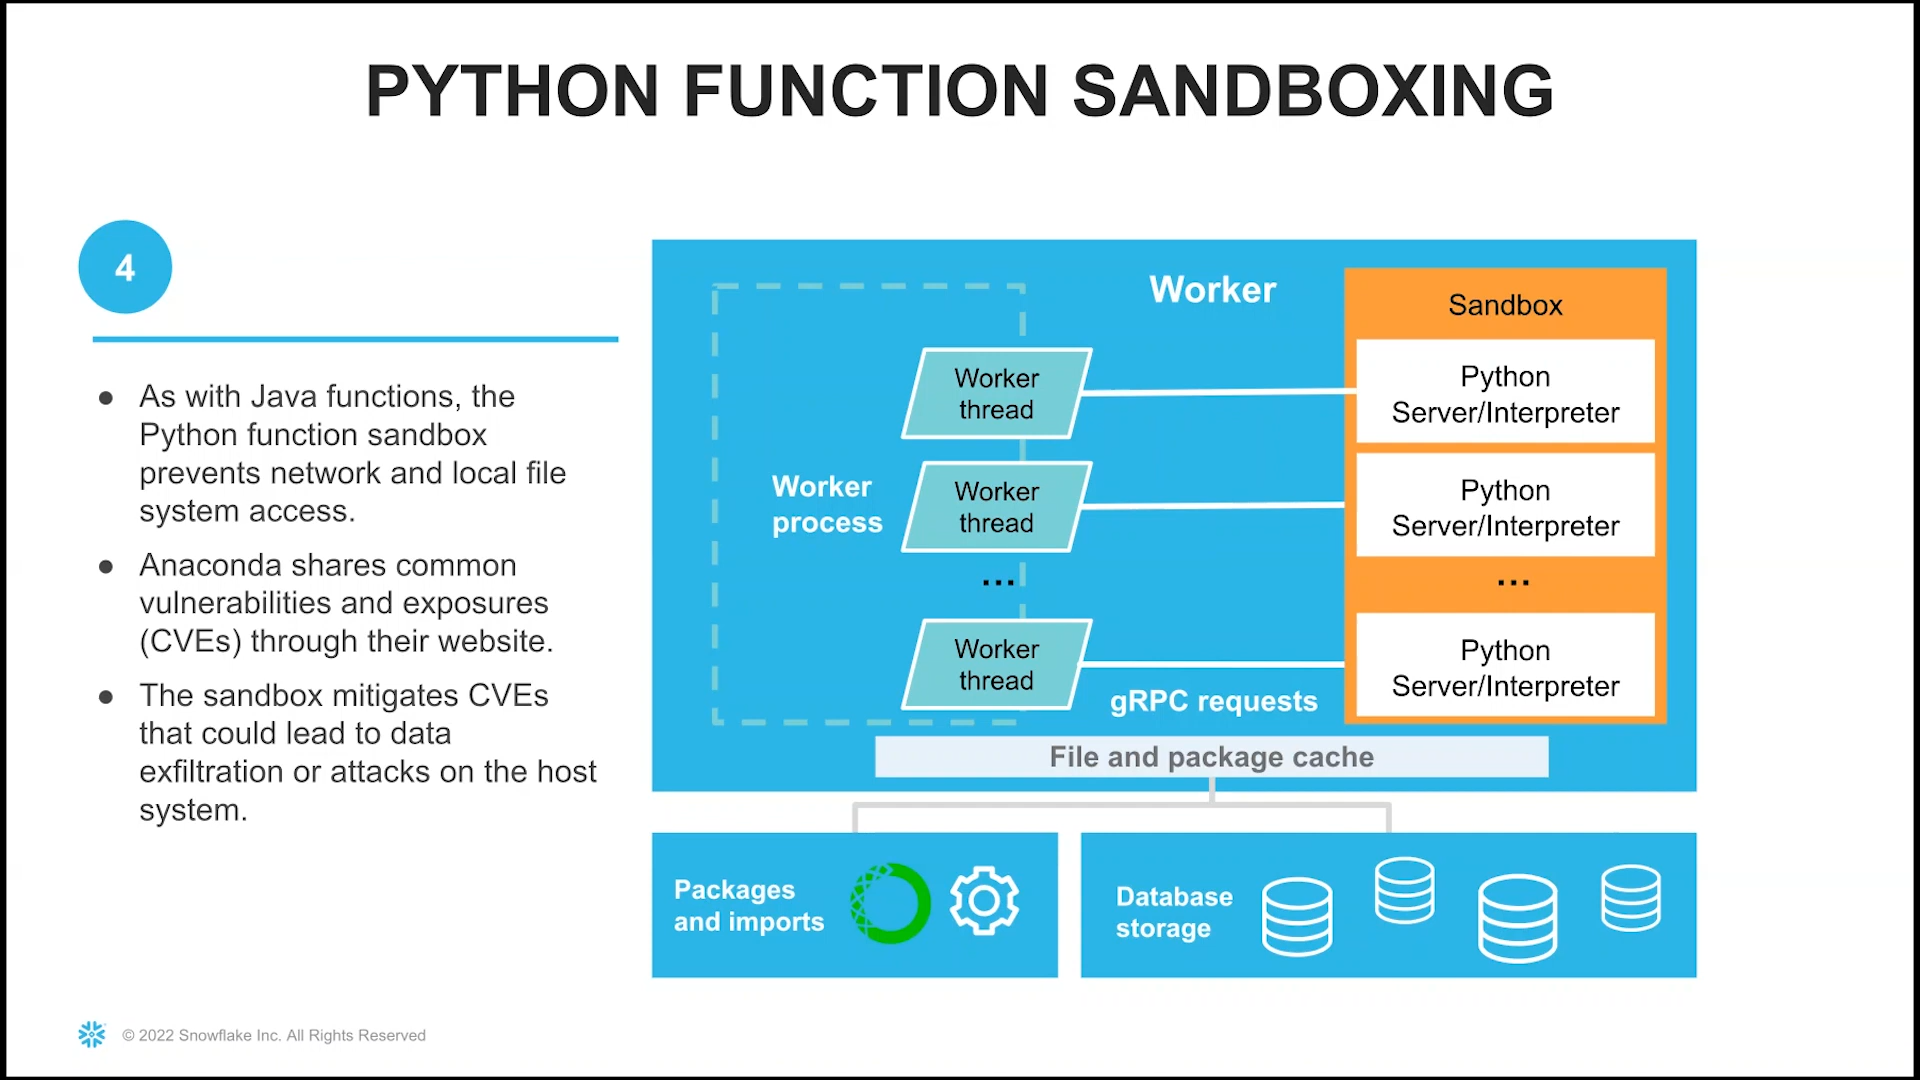 PYTHON FUNCTION SANDBOXING
4
● As with Java functions, the
Python function sandbox
prevents network and local file
system access.
● Anaconda shares common
vulnerabilities and exposures
(CVEs) through their website.
● The sandbox mitigates CVEs
that could lead to data
exfiltration or attacks on the host
system.
Worker
Sandbox
Worker
thread
Python
Server/Interpreter
Worker
process
Worker
thread
Python
Server/Interpreter
...
...
Worker
thread
Python
Server/Interpreter
gRPC requests
File and package cache
Packages
and imports
Database
storage
© 2022 Snowflake Inc. All Rights Reserved